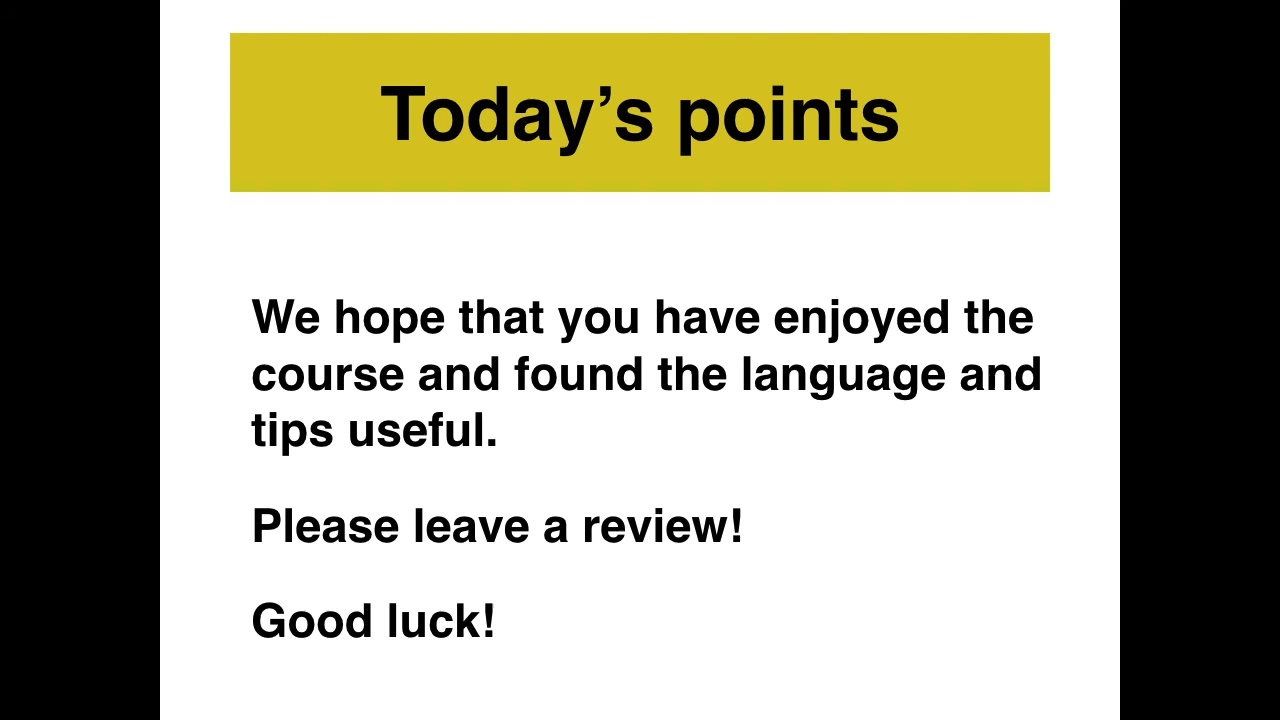 Today’s points
We hope that you have enjoyed the
course and found the language and
tips useful.
Please leave a review!
Good luck!